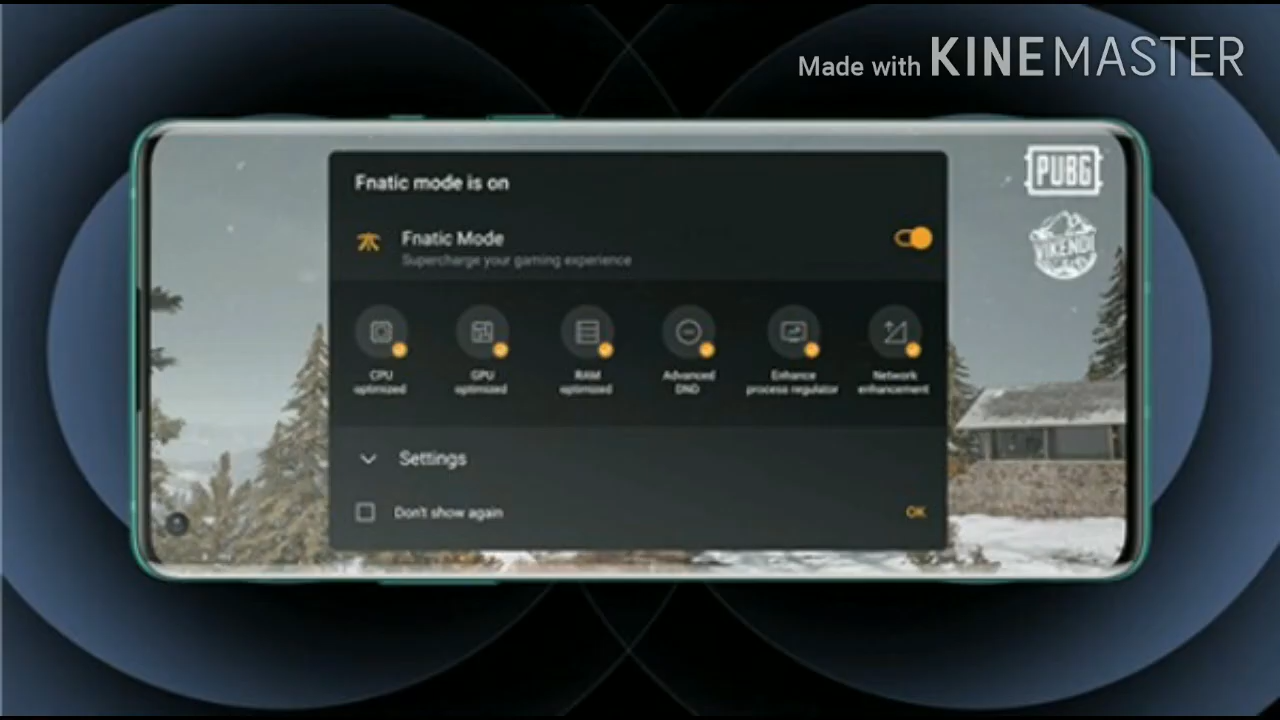 Made with KINEMASTER
PUBG
VIKENDI
Fnatic mode is on
Fnatic Mode
Supercharge your gaming experience
CPU optimized
GPU optimized
RAM optimized
Advanced DND
Enhance process regulator
Network enhancement
Settings
Don't show again
OK